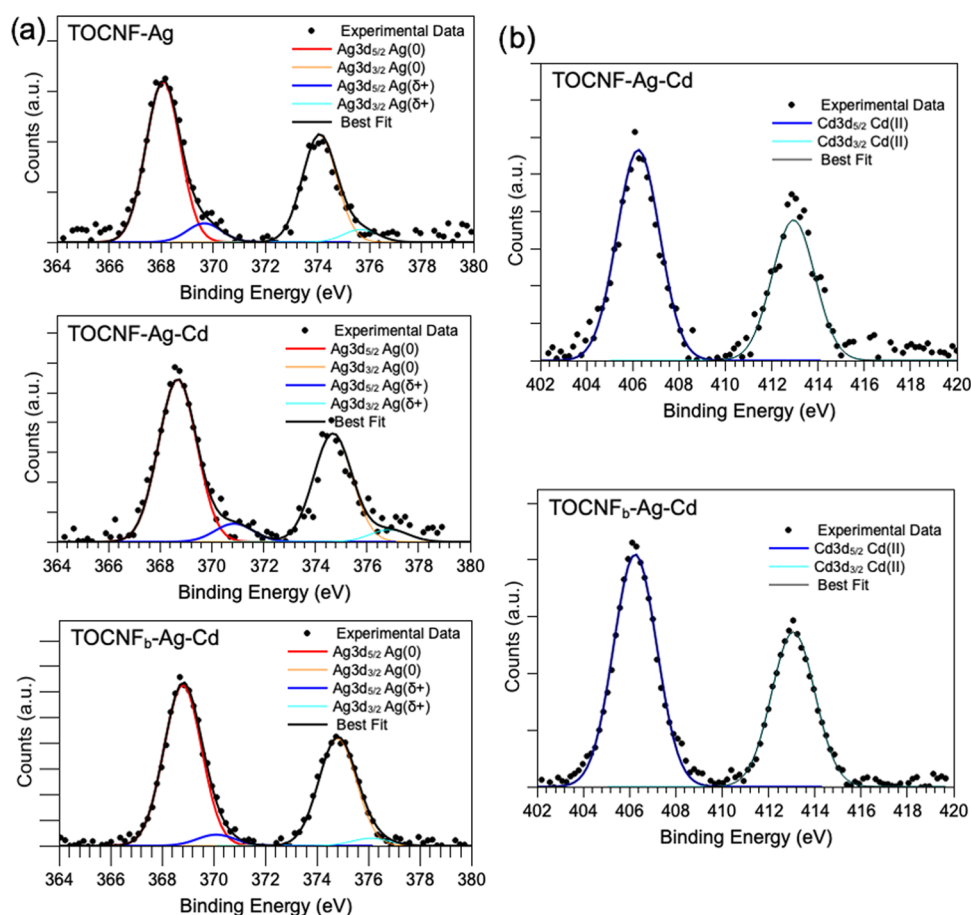 (a)
TOCNF-Ag
Experimental Data
Ag3d5/2 Ag(0)
Ag3d3/2 Ag(0)
Ag3d5/2 Ag(δ+)
Ag3d3/2 Ag(δ+)
Best Fit
Counts (a.u.)
364 366 368 370 372 374 376 378 380
Binding Energy (eV)
TOCNF-Ag-Cd
Experimental Data
Ag3d5/2 Ag(0)
Ag3d3/2 Ag(0)
Ag3d5/2 Ag(δ+)
Ag3d3/2 Ag(δ+)
Best Fit
Counts (a.u.)
364 366 368 370 372 374 376 378 380
Binding Energy (eV)
TOCNFb-Ag-Cd
Experimental Data
Ag3d5/2 Ag(0)
Ag3d3/2 Ag(0)
Ag3d5/2 Ag(δ+)
Ag3d3/2 Ag(δ+)
Best Fit
Counts (a.u.)
364 366 368 370 372 374 376 378 380
Binding Energy (eV)
(b)
TOCNF-Ag-Cd
Experimental Data
Cd3d5/2 Cd(II)
Cd3d3/2 Cd(II)
Best Fit
Counts (a.u.)
402 404 406 408 410 412 414 416 418 420
Binding Energy (eV)
TOCNFb-Ag-Cd
Experimental Data
Cd3d5/2 Cd(II)
Cd3d3/2 Cd(II)
Best Fit
Counts (a.u.)
402 404 406 408 410 412 414 416 418 420
Binding Energy (eV)